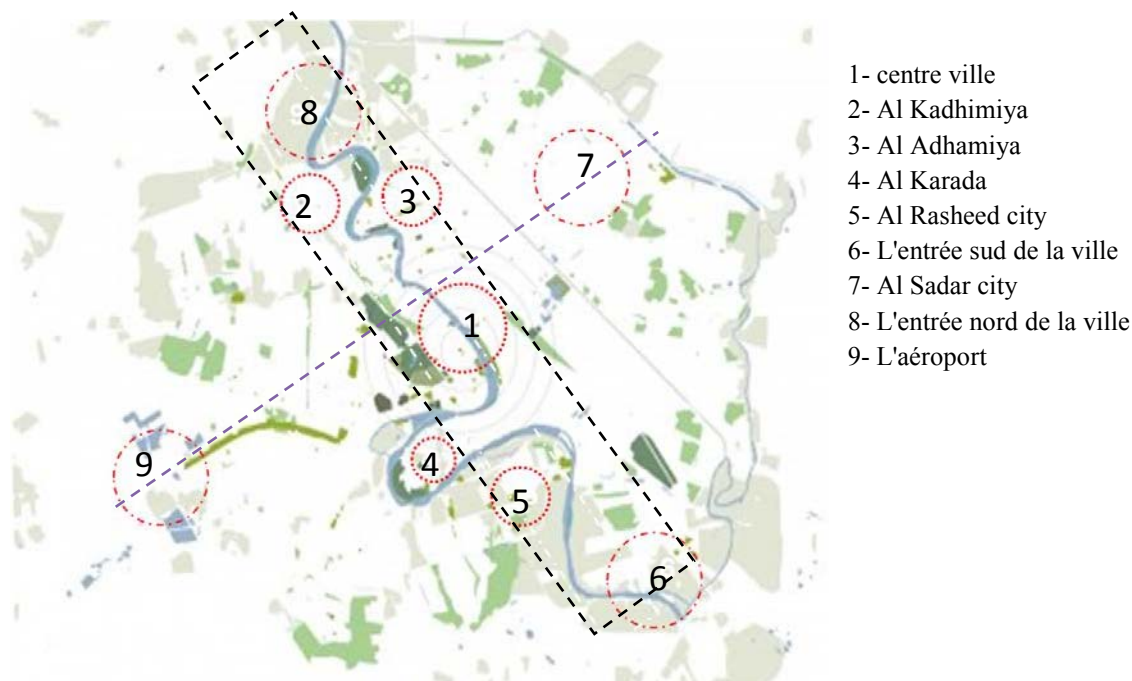 8
7
2
3
1
9
4
5
6
1- centre ville
2- Al Kadhimiya
3- Al Adhamiya
4- Al Karada
5- Al Rasheed city
6- L'entrée sud de la ville
7- Al Sadar city
8- L'entrée nord de la ville
9- L'aéroport